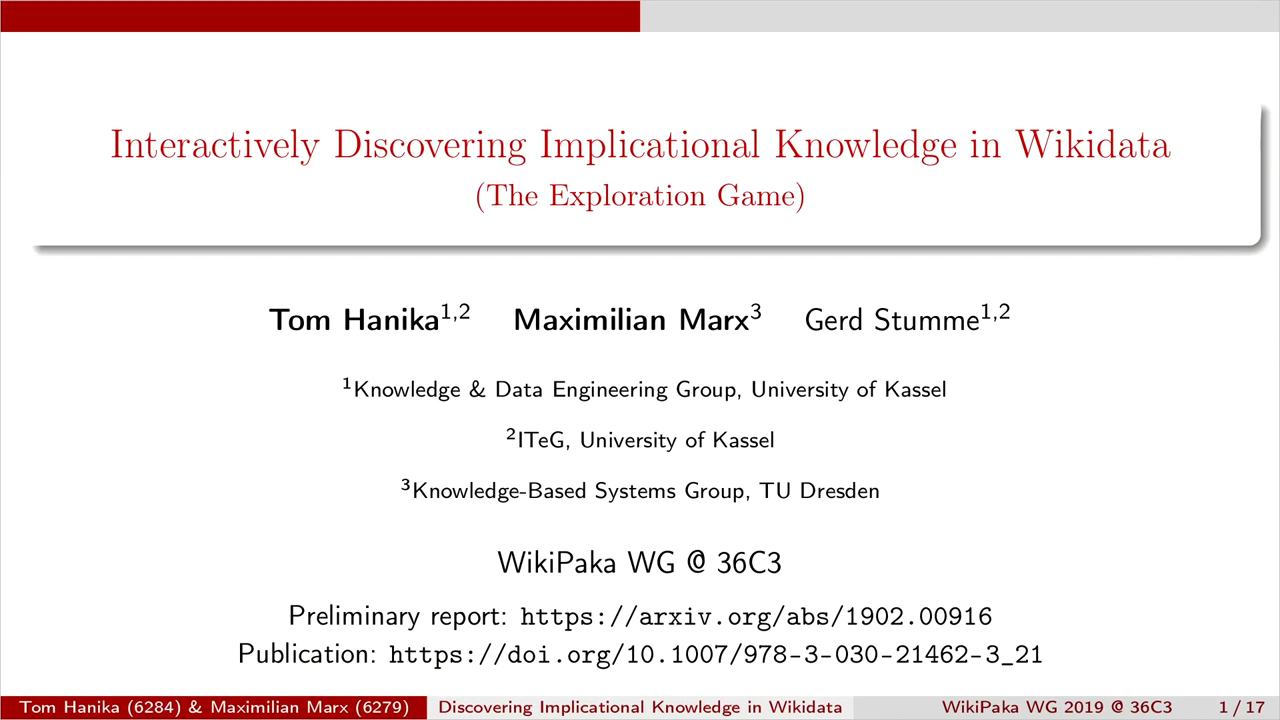 Interactively Discovering Implicational Knowledge in Wikidata
(The Exploration Game)
Tom Hanika1,2 Maximilian Marx3 Gerd Stumme1,2
1Knowledge & Data Engineering Group, University of Kassel
2ITeG, University of Kassel
3Knowledge-Based Systems Group, TU Dresden
WikiPaka WG @ 36C3
Preliminary report: https://arxiv.org/abs/1902.00916
Publication: https://doi.org/10.1007/978-3-030-21462-3_21
Tom Hanika (6284) & Maximilian Marx (6279) Discovering Implicational Knowledge in Wikidata WikiPaka WG 2019 @ 36C3 1 / 17